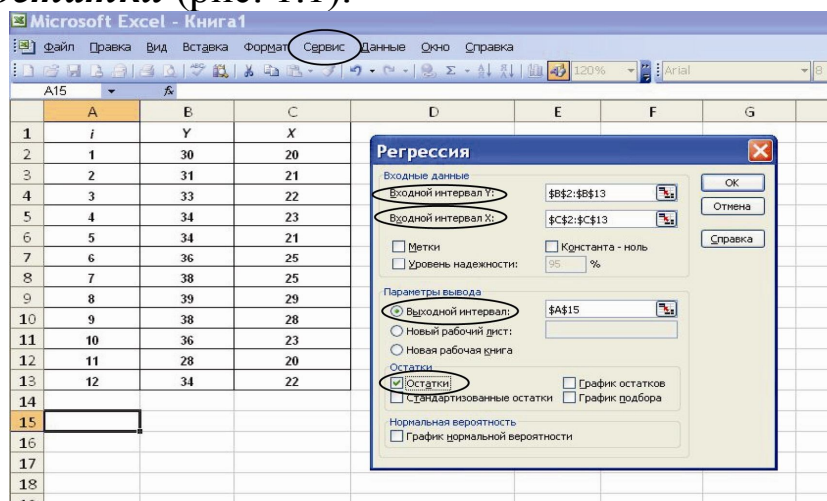 остатки (рис. 1.1).
Microsoft Excel - Книга1
Файл Правка Вид Вставка Формат Сервис Данные Окно Справка
120% Arial 8
A15 fx
A B C D E F G
1 i Y X
2 1 30 20
3 2 31 21
4 3 33 22
5 4 34 23
6 5 34 21
7 6 36 25
8 7 38 25
9 8 39 29
10 9 38 28
11 10 36 23
12 11 28 20
13 12 34 22
14
15
16
17
18
Регрессия
Входные данные
Входной интервал Y: $B$2:$B$13
Входной интервал X: $C$2:$C$13
Метки Константа - ноль
Уровень надежности: 95 %
Параметры вывода
Выходной интервал: $A$15
Новый рабочий лист:
Новая рабочая книга
Остатки
Остатки График остатков
Стандартизованные остатки График подбора
Нормальная вероятность
График нормальной вероятности
ОК
Отмена
Справка